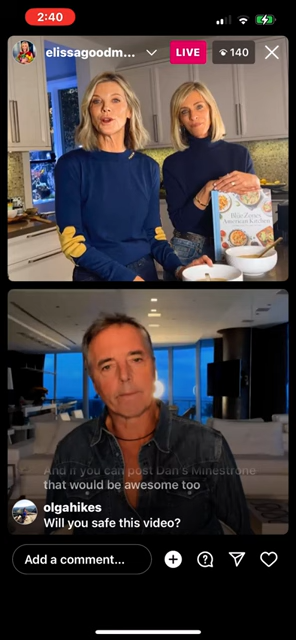 2:40
elissagoodm...
LIVE
140
Blue Zones
American Kitchen
And if you can post Dan's Minestrone
that would be awesome too
olgahikes
Will you safe this video?
Add a comment...